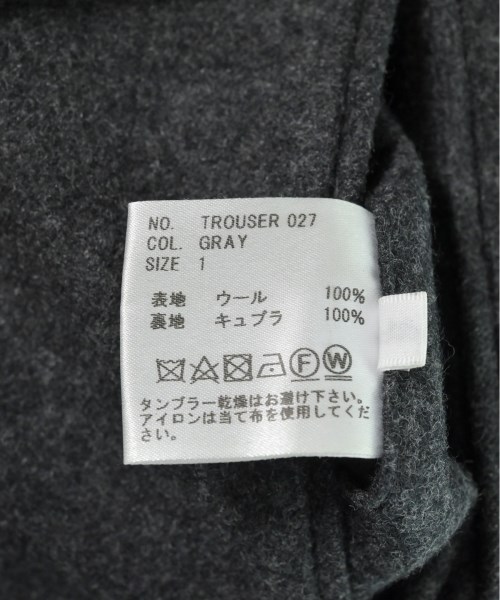 NO. TROUSER 027
COL. GRAY
SIZE 1
表地 ウール 100%
裏地 キュプラ 100%
F W
タンブラー乾燥はお避け下さい。
アイロンは当て布を使用してくだ
さい。